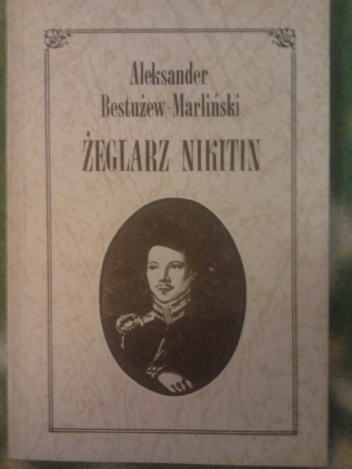 Aleksander
Bestużew-Marliński
ŻEGLARZ NIKITIN